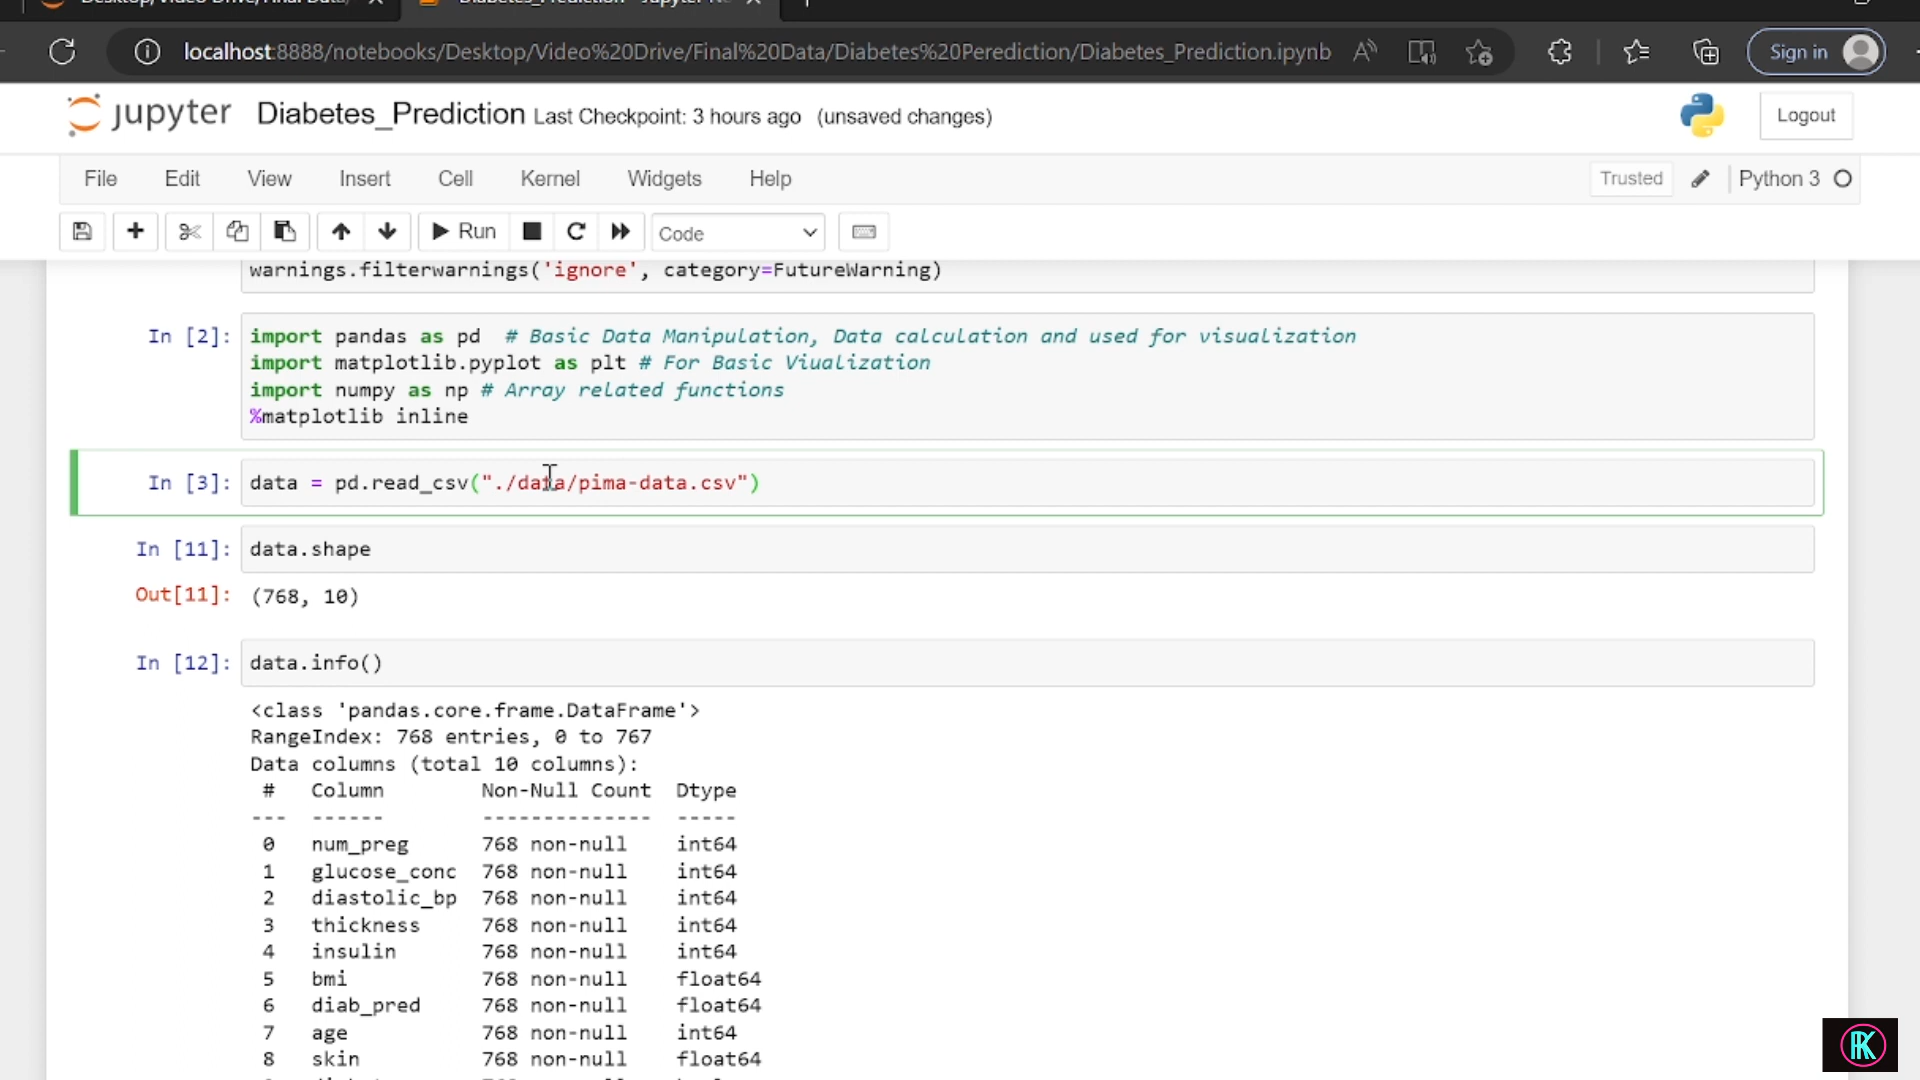 localhost:8888/notebooks/Desktop/Video%20Drive/Final%20Data/Diabetes%20Perediction/Diabetes_Prediction.ipynb
Sign in
jupyter Diabetes_Prediction Last Checkpoint: 3 hours ago (unsaved changes)
Logout
File Edit View Insert Cell Kernel Widgets Help
Trusted Python 3
Run Code
warnings.filterwarnings('ignore', category=FutureWarning)
In [2]: import pandas as pd # Basic Data Manipulation, Data calculation and used for visualization
import matplotlib.pyplot as plt # For Basic Viualization
import numpy as np # Array related functions
%matplotlib inline
In [3]: data = pd.read_csv("./data/pima-data.csv")
In [11]: data.shape
Out[11]: (768, 10)
In [12]: data.info()
<class 'pandas.core.frame.DataFrame'>
RangeIndex: 768 entries, 0 to 767
Data columns (total 10 columns):
# Column Non-Null Count Dtype
--- ------ -------------- -----
0 num_preg 768 non-null int64
1 glucose_conc 768 non-null int64
2 diastolic_bp 768 non-null int64
3 thickness 768 non-null int64
4 insulin 768 non-null int64
5 bmi 768 non-null float64
6 diab_pred 768 non-null float64
7 age 768 non-null int64
8 skin 768 non-null float64